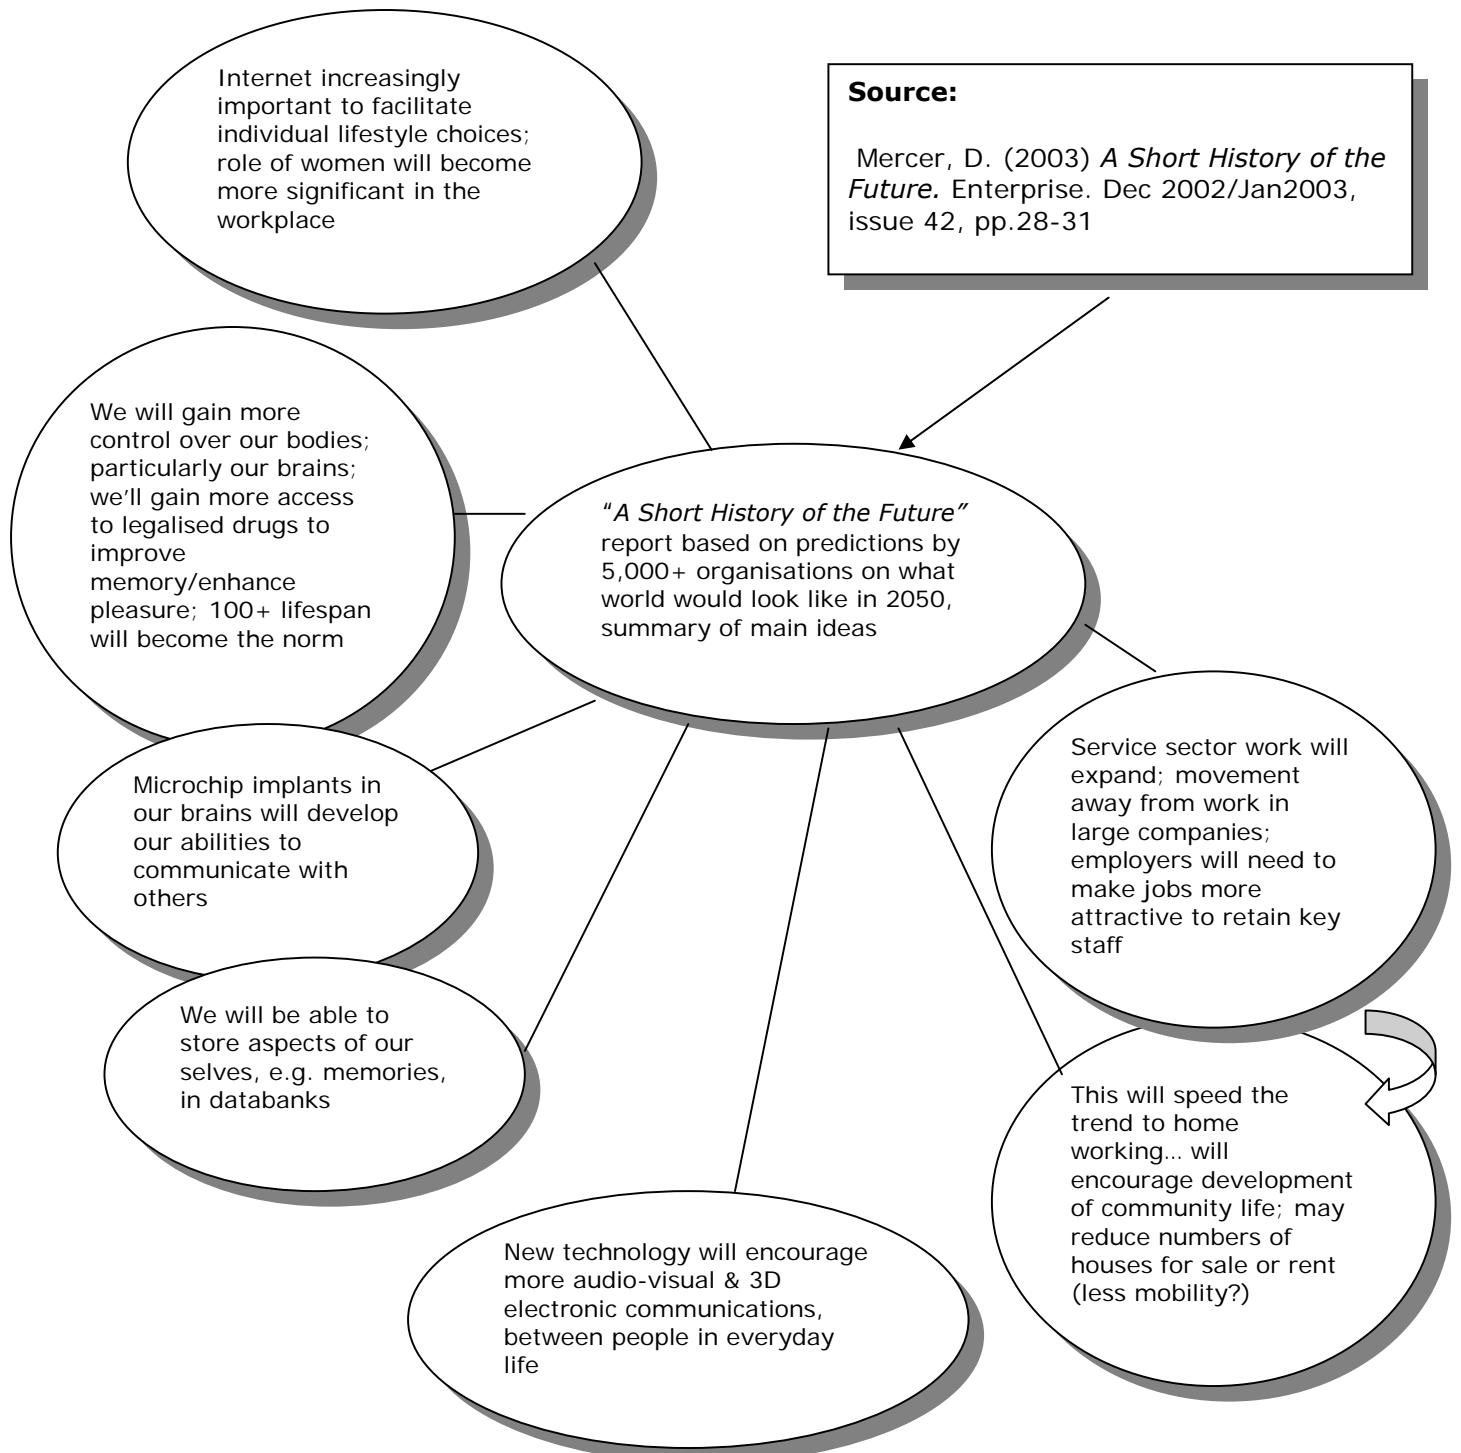 Internet increasingly
important to facilitate
individual lifestyle choices;
role of women will become
more significant in the
workplace
Source:
Mercer, D. (2003) A Short History of the
Future. Enterprise. Dec 2002/Jan2003,
issue 42, pp.28-31
We will gain more
control over our bodies;
particularly our brains;
we'll gain more access
to legalised drugs to
improve
memory/enhance
pleasure; 100+ lifespan
will become the norm
“A Short History of the Future”
report based on predictions by
5,000+ organisations on what
world would look like in 2050,
summary of main ideas
Microchip implants in
our brains will develop
our abilities to
communicate with
others
Service sector work will
expand; movement
away from work in
large companies;
employers will need to
make jobs more
attractive to retain key
staff
We will be able to
store aspects of our
selves, e.g. memories,
in databanks
This will speed the
trend to home
working... will
encourage development
of community life; may
reduce numbers of
houses for sale or rent
(less mobility?)
New technology will encourage
more audio-visual & 3D
electronic communications,
between people in everyday
life